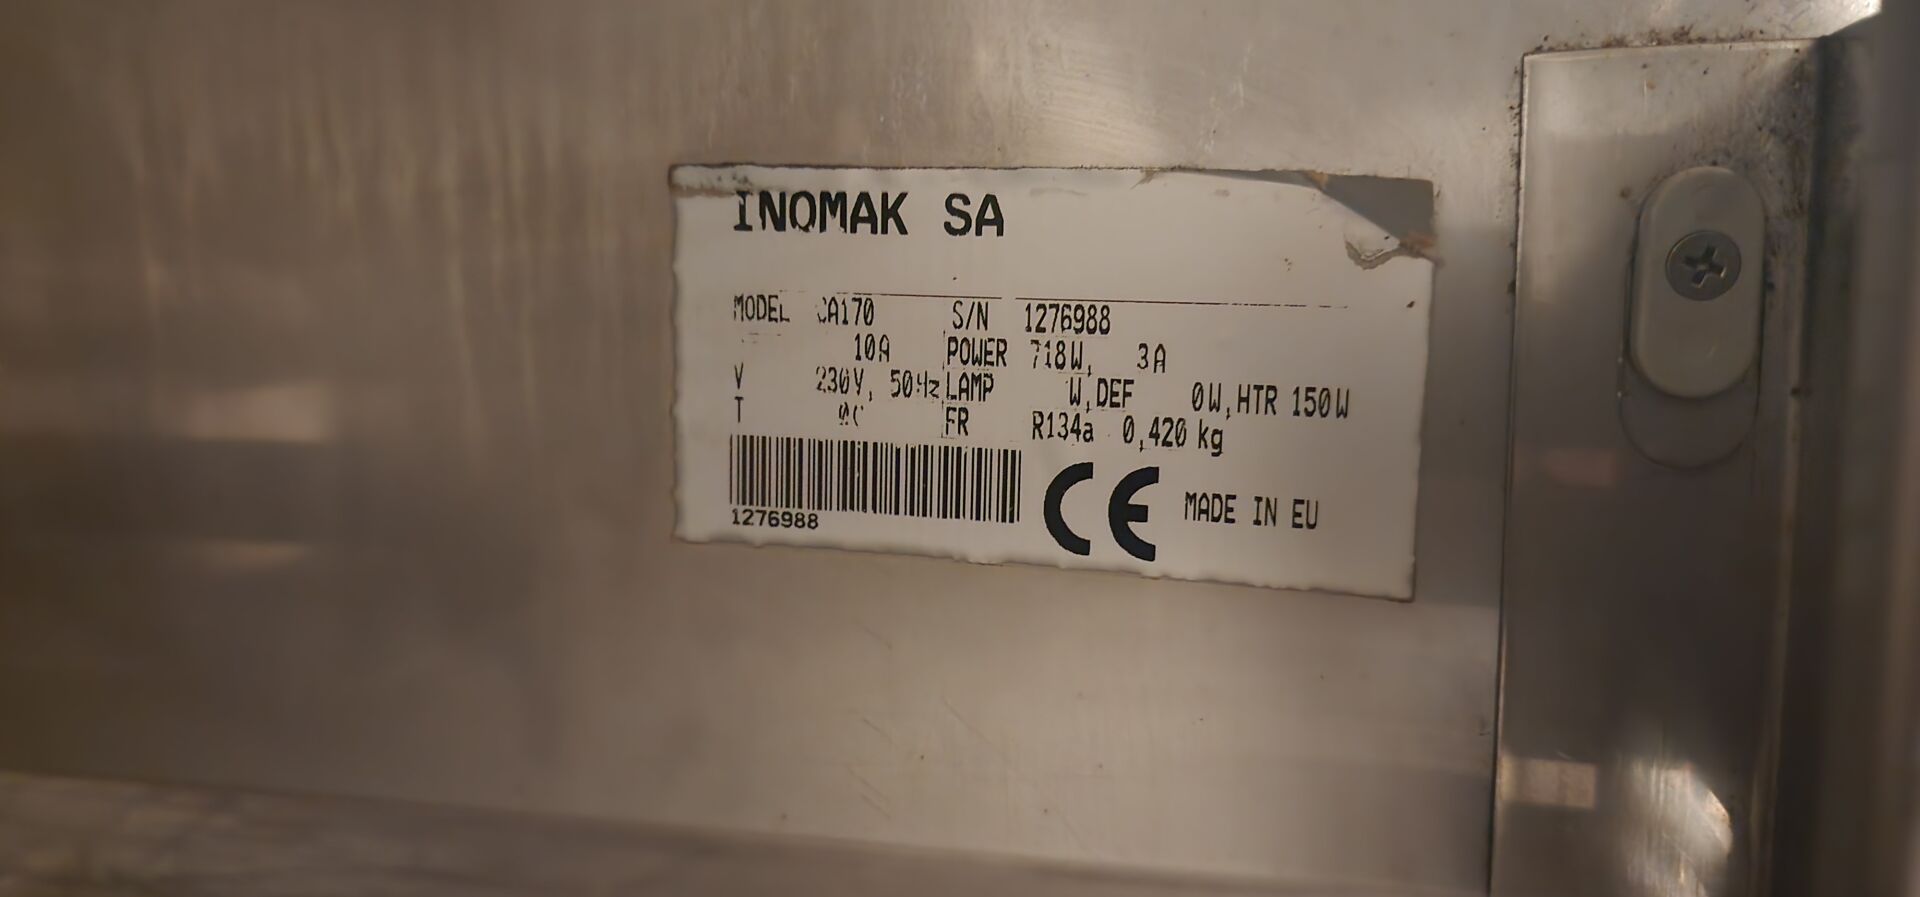 INOMAK SA
MODEL CA170 S/N 1276988
10A POWER 718W, 3A
V 230V, 50Hz LAMP W, DEF 0W, HTR 150W
T FR R134a 0,420 kg
1276988
CE MADE IN EU